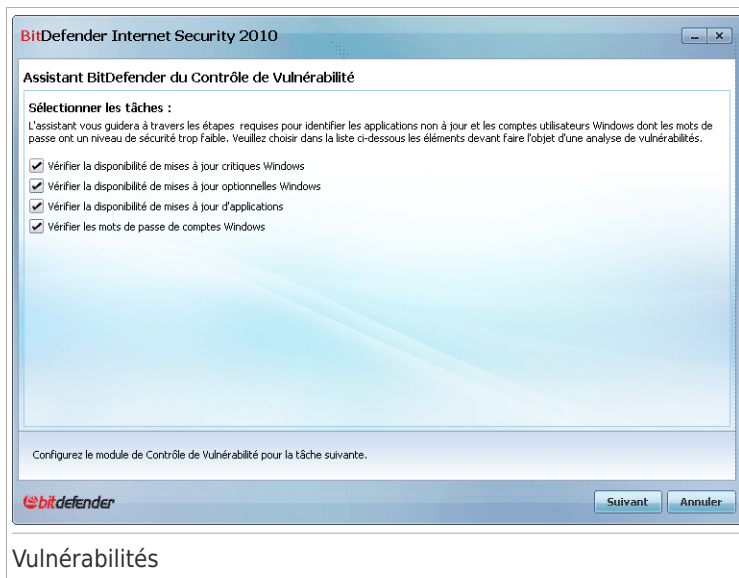 BitDefender Internet Security 2010
Assistant BitDefender du Contrôle de Vulnérabilité
Sélectionner les tâches :
L'assistant vous guidera à travers les étapes requises pour identifier les applications non à jour et les comptes utilisateurs Windows dont les mots de
passe ont un niveau de sécurité trop faible. Veuillez choisir dans la liste ci-dessous les éléments devant faire l'objet d'une analyse de vulnérabilités.
Vérifier la disponibilité de mises à jour critiques Windows
Vérifier la disponibilité de mises à jour optionnelles Windows
Vérifier la disponibilité de mises à jour d'applications
Vérifier les mots de passe de comptes Windows
Configurez le module de Contrôle de Vulnérabilité pour la tâche suivante.
bitdefender
Suivant
Annuler
Vulnérabilités